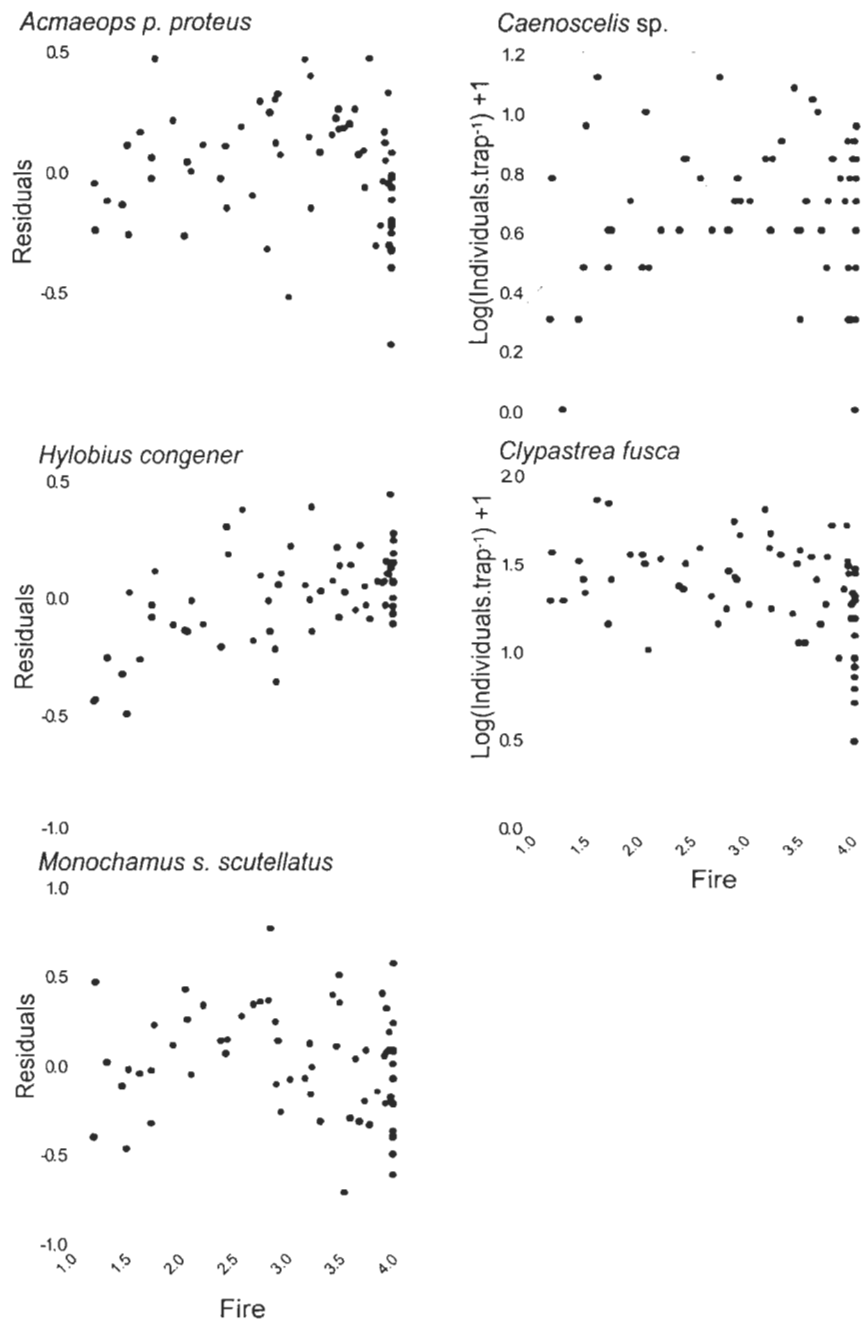 Acmaeops p. proteus
0.5
0.0
-0.5
Residuals
Caenoscelis sp.
1.2
1.0
0.8
0.6
0.4
0.2
0.0
Log(Individuals.trap⁻¹) +1
Hylobius congener
0.5
0.0
-0.5
-1.0
Residuals
Clypastrea fusca
2.0
1.5
1.0
0.5
0.0
Log(Individuals.trap⁻¹) +1
1.0 1.5 2.0 2.5 3.0 3.5 4.0
Fire
Monochamus s. scutellatus
1.0
0.5
0.0
-0.5
-1.0
Residuals
1.0 1.5 2.0 2.5 3.0 3.5 4.0
Fire